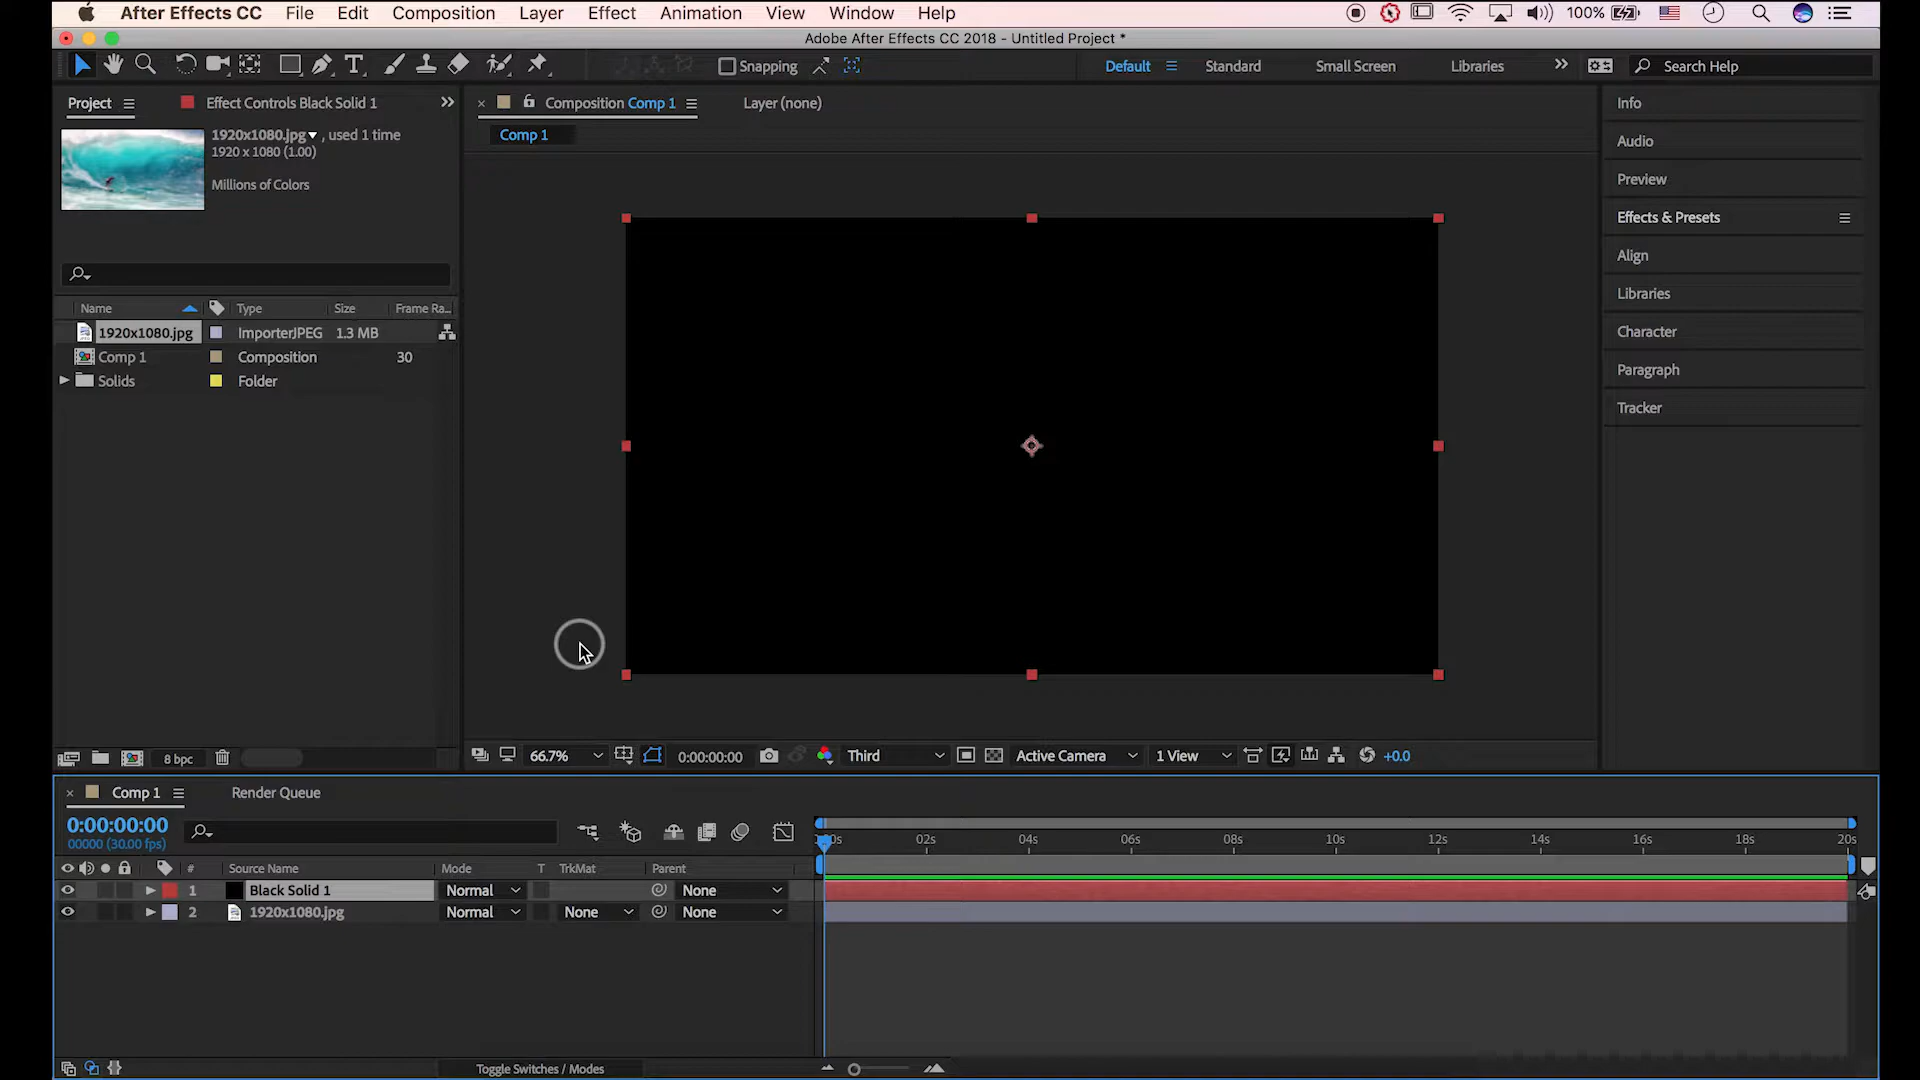 After Effects CC File Edit Composition Layer Effect Animation View Window Help 100%
Adobe After Effects CC 2018 - Untitled Project *
Snapping Default Standard Small Screen Libraries Search Help
Project Effect Controls Black Solid 1
1920x1080.jpg , used 1 time
1920 x 1080 (1.00)
Millions of Colors
Name Type Size Frame Ra...
1920x1080.jpg ImporterJPEG 1.3 MB
Comp 1 Composition 30
Solids Folder
8 bpc
Composition Comp 1 Layer (none)
Comp 1
66.7% 0:00:00:00 Third Active Camera 1 View +0.0
Info
Audio
Preview
Effects & Presets
Align
Libraries
Character
Paragraph
Tracker
Comp 1 Render Queue
0:00:00:00
00000 (30.00 fps)
02s 04s 06s 08s 10s 12s 14s 16s 18s 20s
# Source Name Mode T TrkMat Parent
1 Black Solid 1 Normal None
2 1920x1080.jpg Normal None None
Toggle Switches / Modes